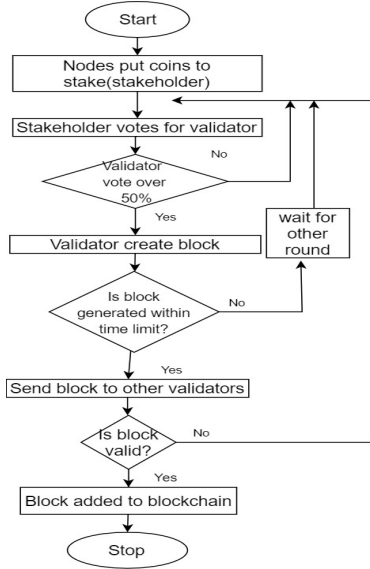 Start
Nodes put coins to
stake(stakeholder)
Stakeholder votes for validator
No
Validator
vote over
50%
Yes
wait for
other
round
Validator create block
Is block
generated within
time limit?
No
Yes
Send block to other validators
Is block
valid?
No
Yes
Block added to blockchain
Stop